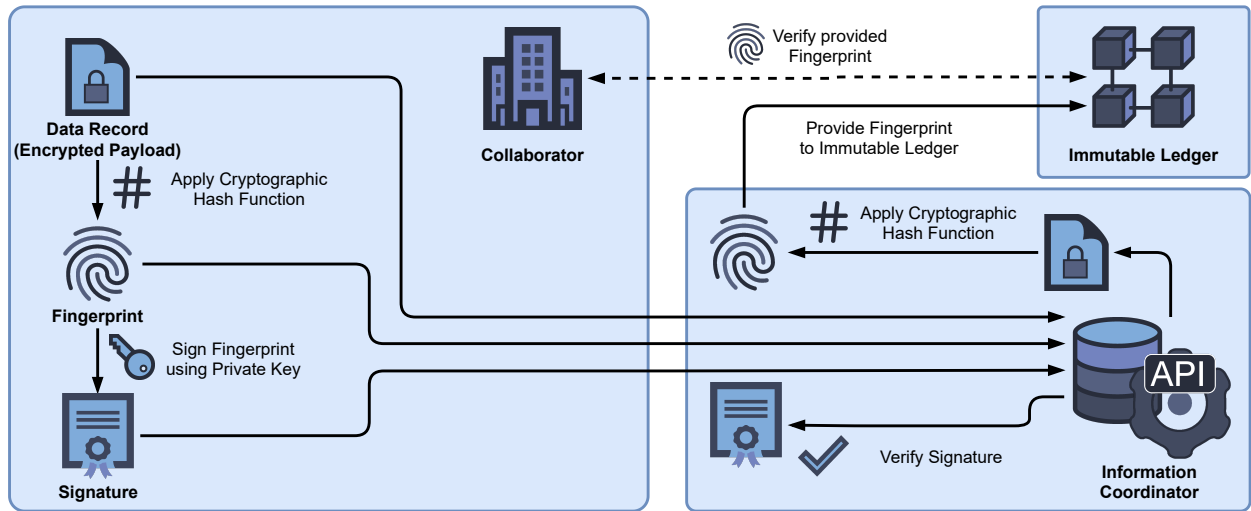 Data Record
(Encrypted Payload)
Apply Cryptographic
Hash Function
Fingerprint
Sign Fingerprint
using Private Key
Signature
Collaborator
Verify provided
Fingerprint
Provide Fingerprint
to Immutable Ledger
Immutable Ledger
Apply Cryptographic
Hash Function
API
Verify Signature
Information
Coordinator